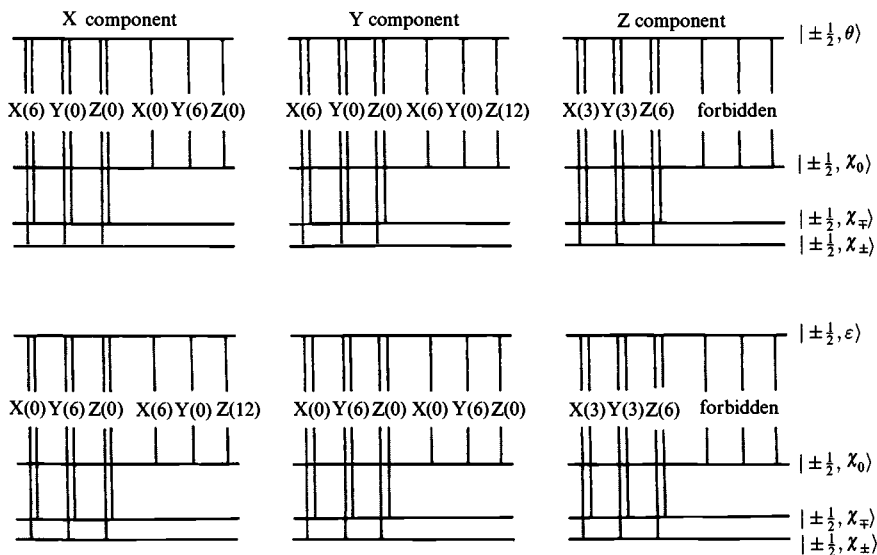 X component Y component Z component
|±½, θ⟩
X(6) Y(0) Z(0) X(0) Y(6) Z(0) X(6) Y(0) Z(0) X(6) Y(0) Z(12) X(3) Y(3) Z(6) forbidden
|±½, χ₀⟩
|±½, χ∓⟩
|±½, χ±⟩
|±½, ε⟩
X(0) Y(6) Z(0) X(6) Y(0) Z(12) X(0) Y(6) Z(0) X(0) Y(6) Z(0) X(3) Y(3) Z(6) forbidden
|±½, χ₀⟩
|±½, χ∓⟩
|±½, χ±⟩